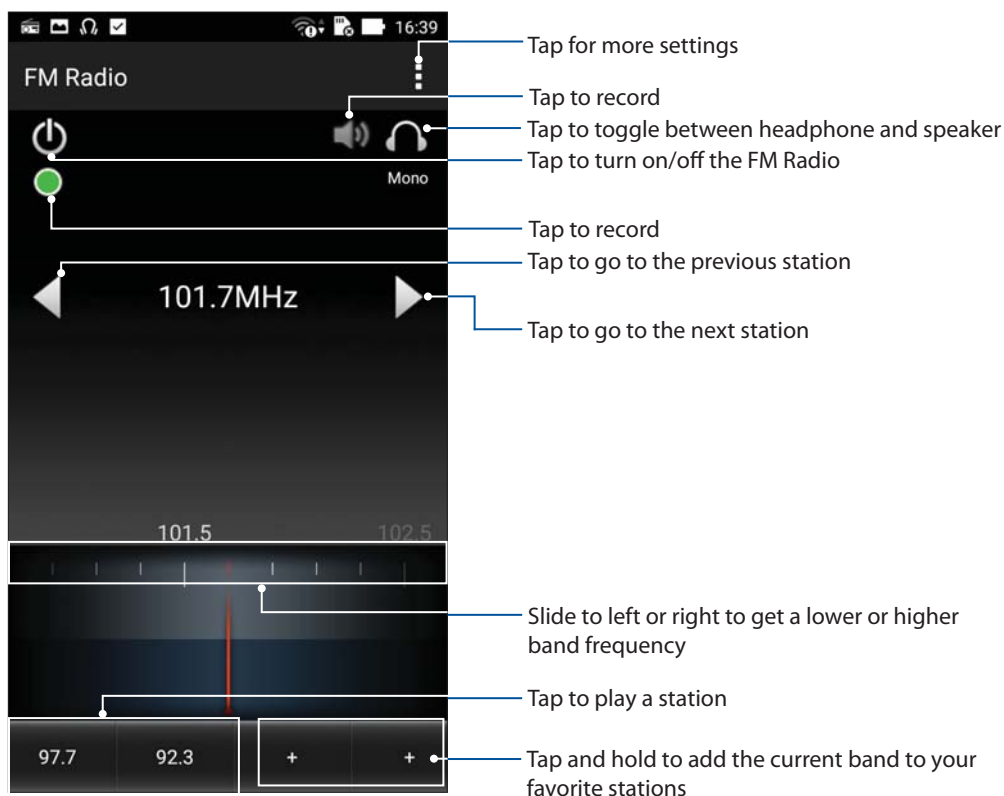 16:39
Tap for more settings
FM Radio
Tap to record
Tap to toggle between headphone and speaker
Tap to turn on/off the FM Radio
Mono
Tap to record
Tap to go to the previous station
101.7MHz
Tap to go to the next station
101.5
102.5
Slide to left or right to get a lower or higher
band frequency
Tap to play a station
97.7
92.3
+
+
Tap and hold to add the current band to your
favorite stations